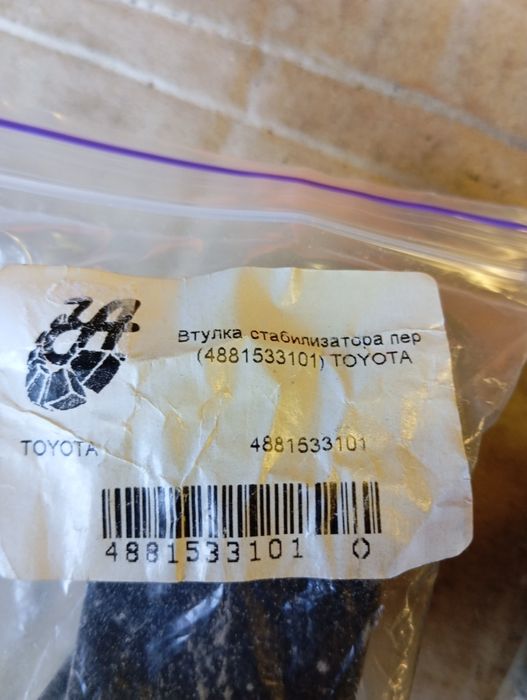 Втулка стабилизатора пер
(4881533101) TOYOTA
TOYOTA 4881533101
4881533101 ()